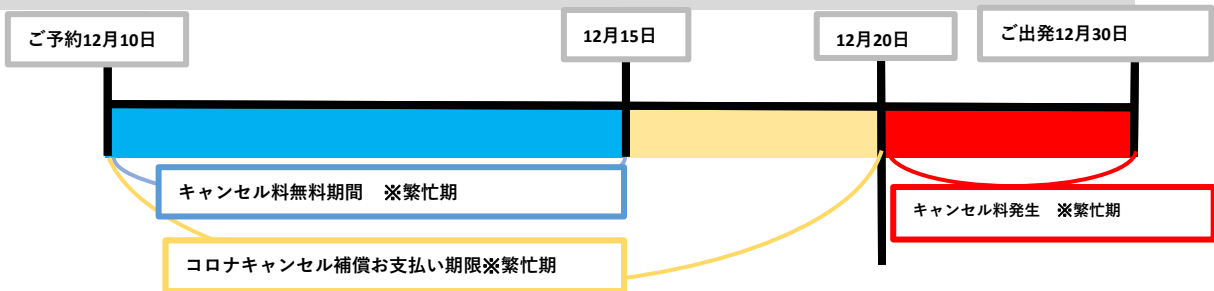 ご予約12月10日
12月15日
12月20日
ご出発12月30日
キャンセル料無料期間　※繁忙期
キャンセル料発生　※繁忙期
コロナキャンセル補償お支払い期限※繁忙期